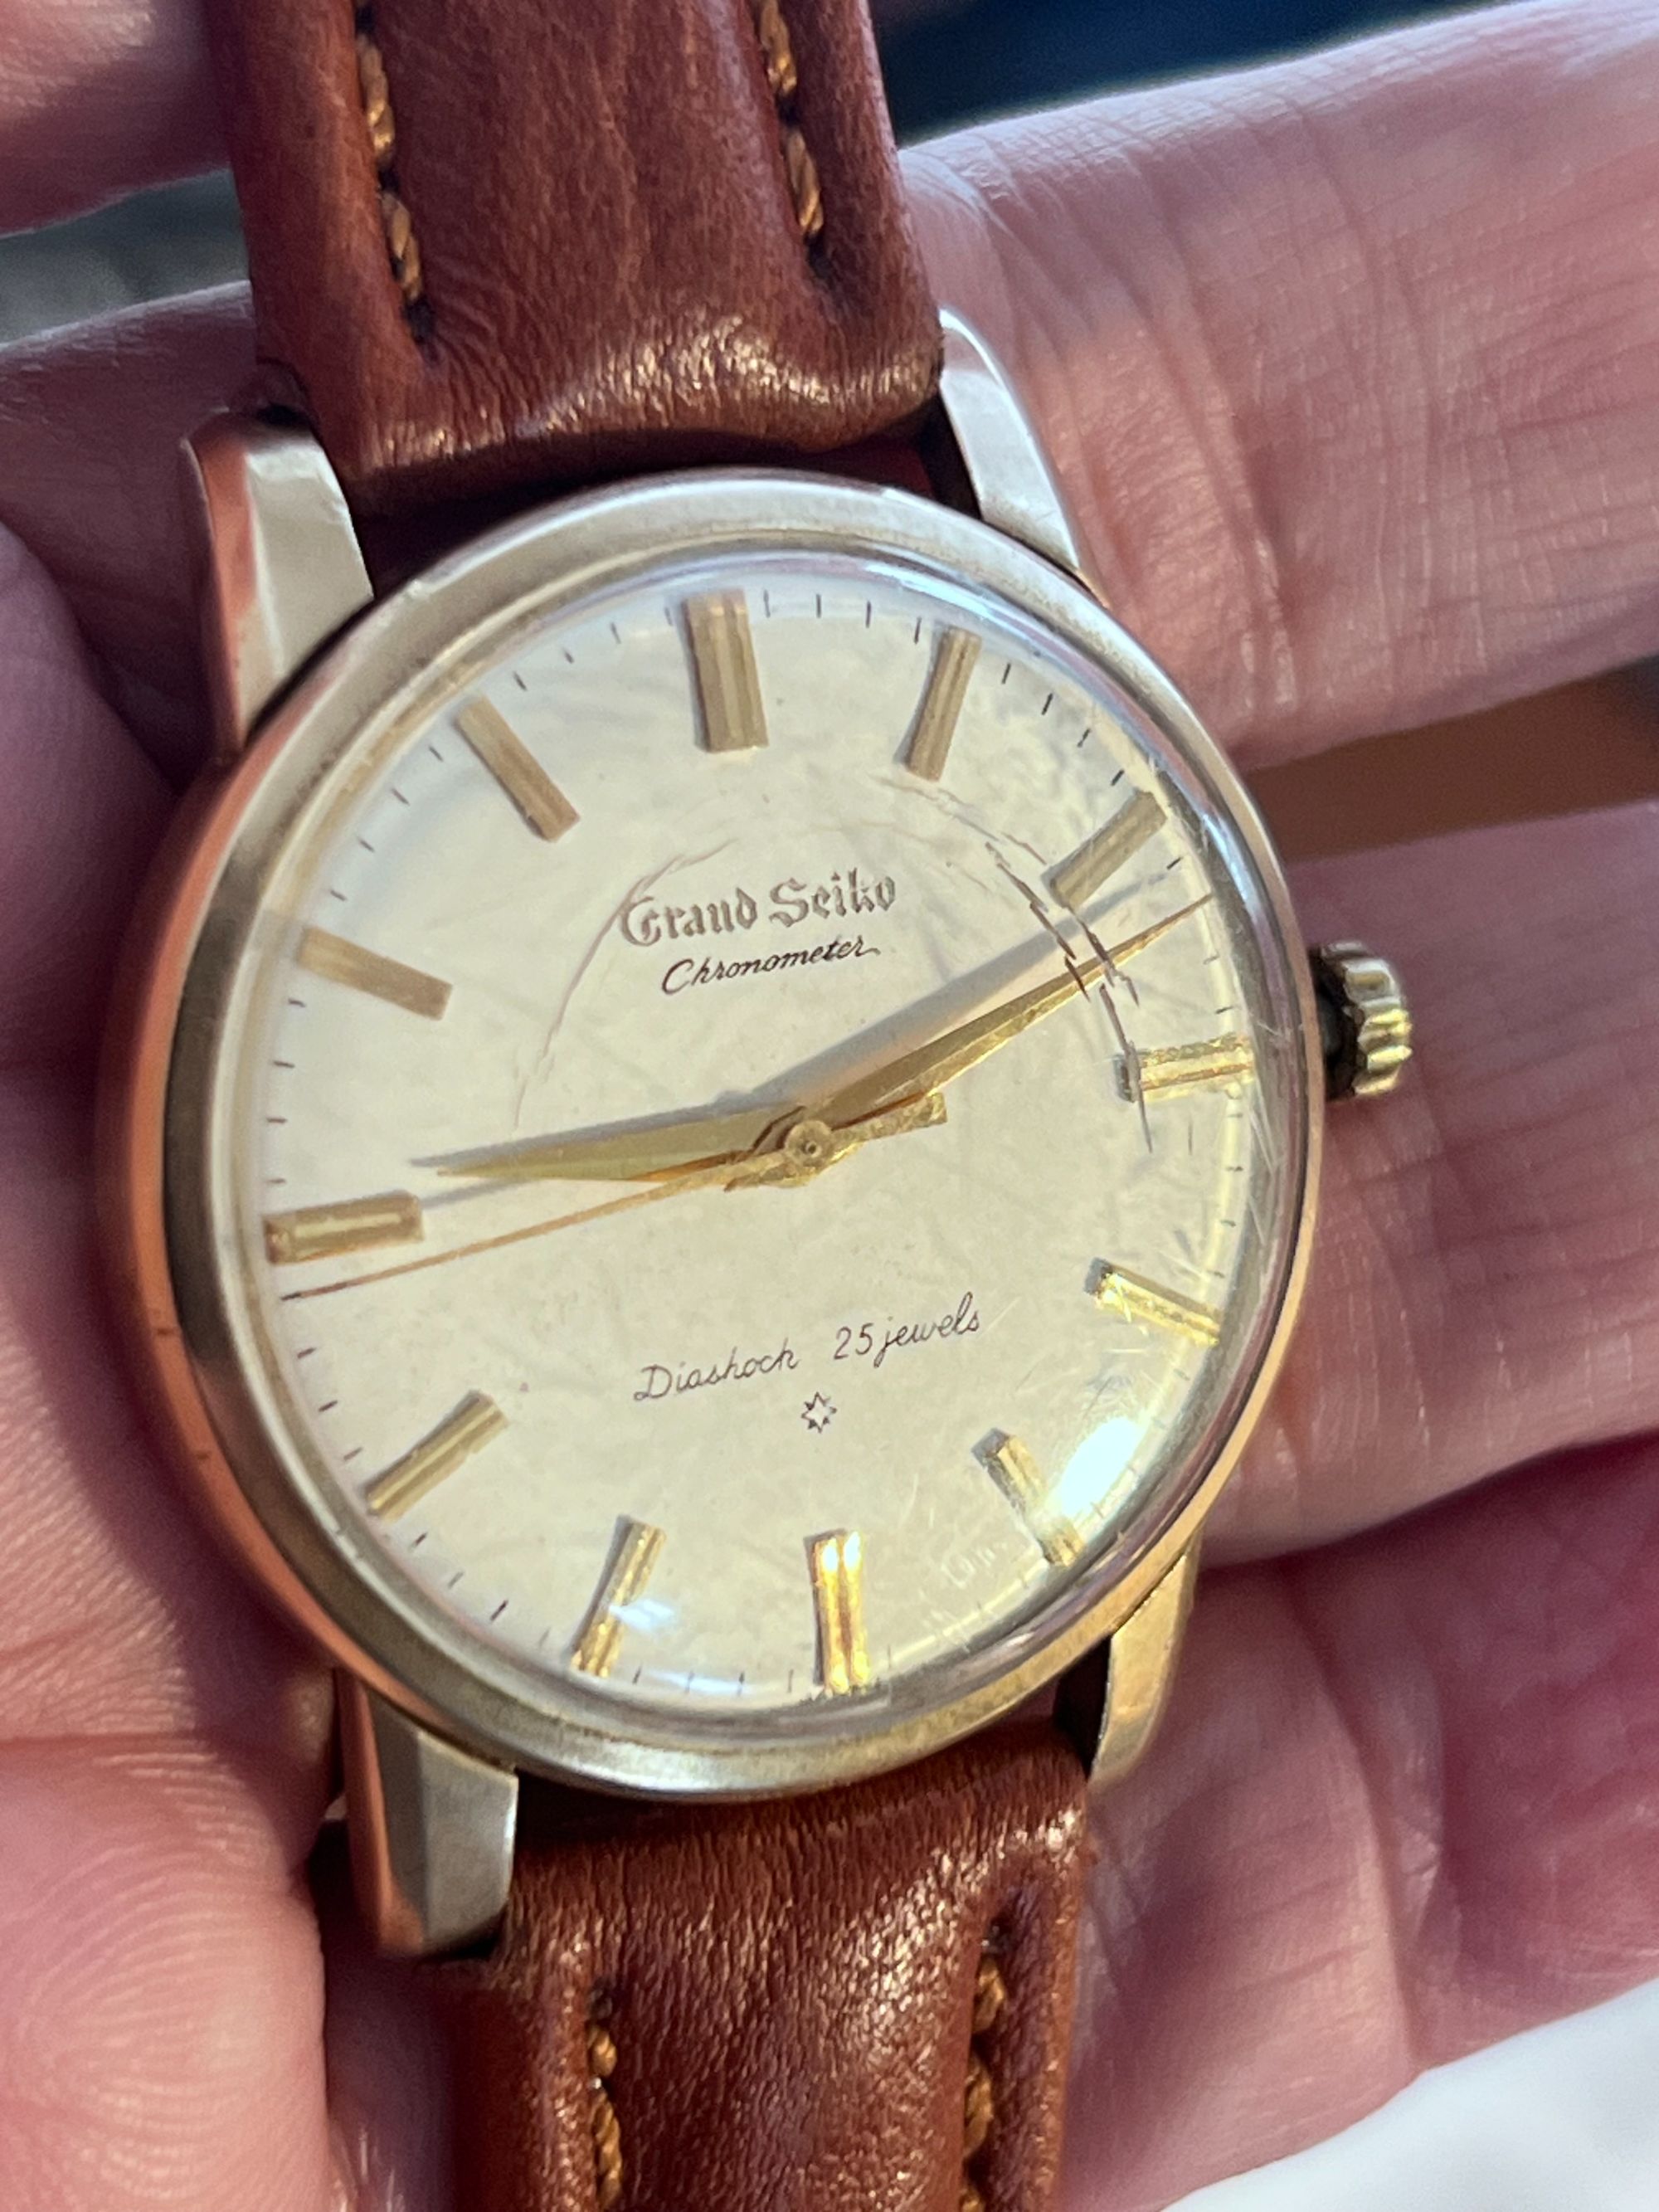 Grand Seiko
Chronometer
Diashock 25 jewels